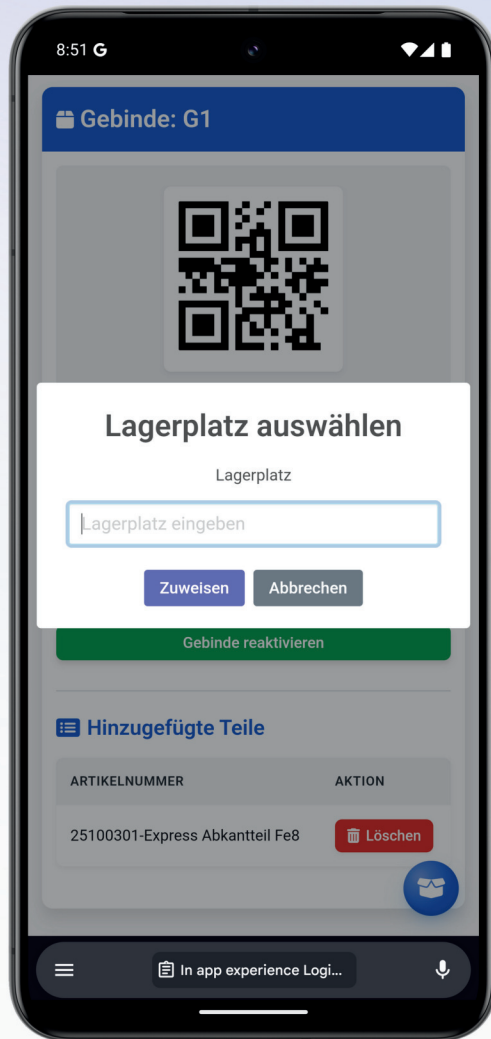 8:51 G
Gebinde: G1
Lagerplatz auswählen
Lagerplatz
Lagerplatz eingeben
Zuweisen Abbrechen
Gebinde reaktivieren
Hinzugefügte Teile
ARTIKELNUMMER AKTION
25100301-Express Abkantteil Fe8 Löschen
In app experience Logi...